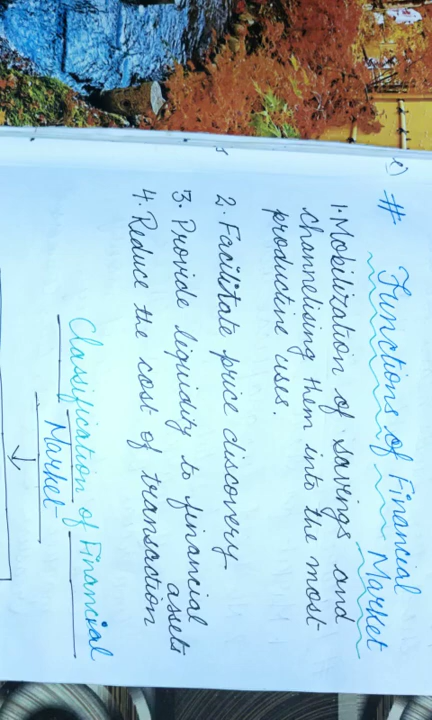 # Functions of Financial
Market
1. Mobilization of savings and
channelising them into the most
productive uses.
2. Facilitate price discovery
3. Provide liquidity to financial
assets
4. Reduce the cost of transaction
Classification of Financial
Market